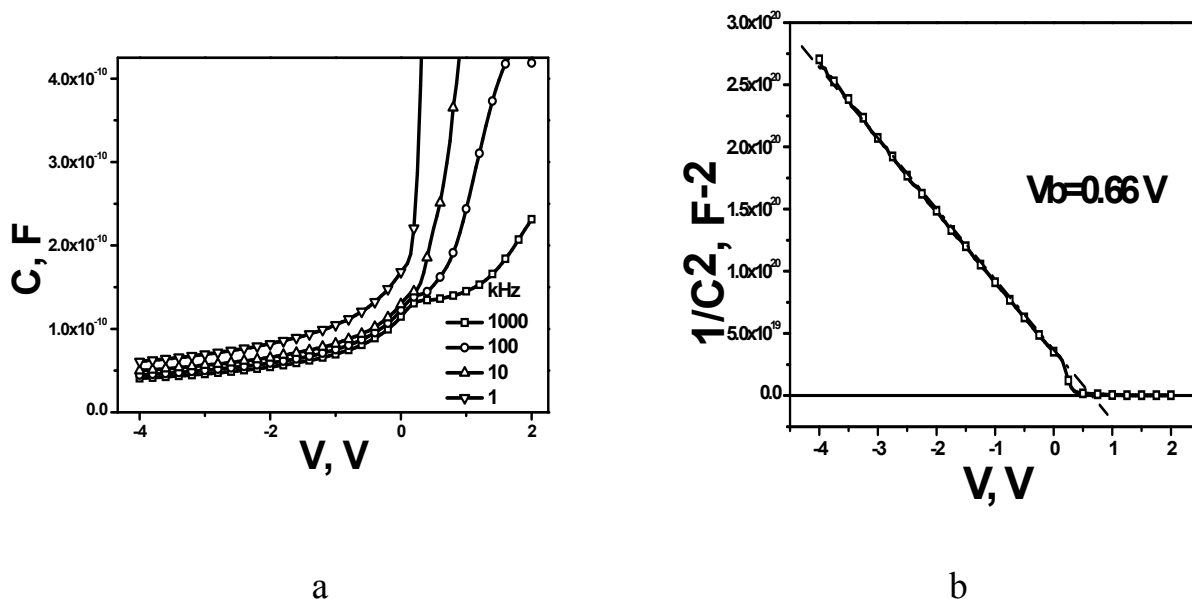 4.0x10-10
3.0x10-10
2.0x10-10
1.0x10-10
0.0
C, F
-4
-2
0
2
V, V
kHz
1000
100
10
1
a
3.0x10²⁰
2.5x10²⁰
2.0x10²⁰
1.5x10²⁰
1.0x10²⁰
5.0x10¹⁹
0.0
1/C², F-2
Vb=0.66 V
-4
-3
-2
-1
0
1
2
V, V
b